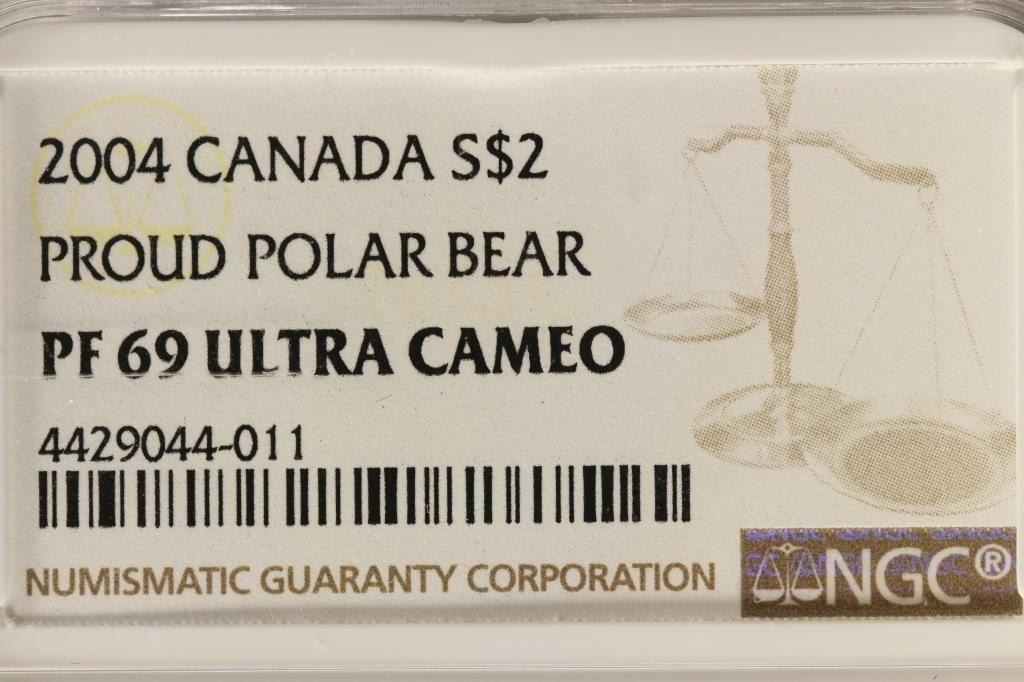 2004 CANADA S$2
PROUD POLAR BEAR
PF 69 ULTRA CAMEO
4429044-011
NUMISMATIC GUARANTY CORPORATION
NGC®